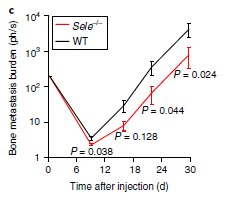 c
Sele⁻/⁻
WT
Bone metastasis burden (ph/s)
10⁴
10³
10²
10
1
P = 0.024
P = 0.044
P = 0.128
P = 0.038
0 6 12 18 24 30
Time after injection (d)